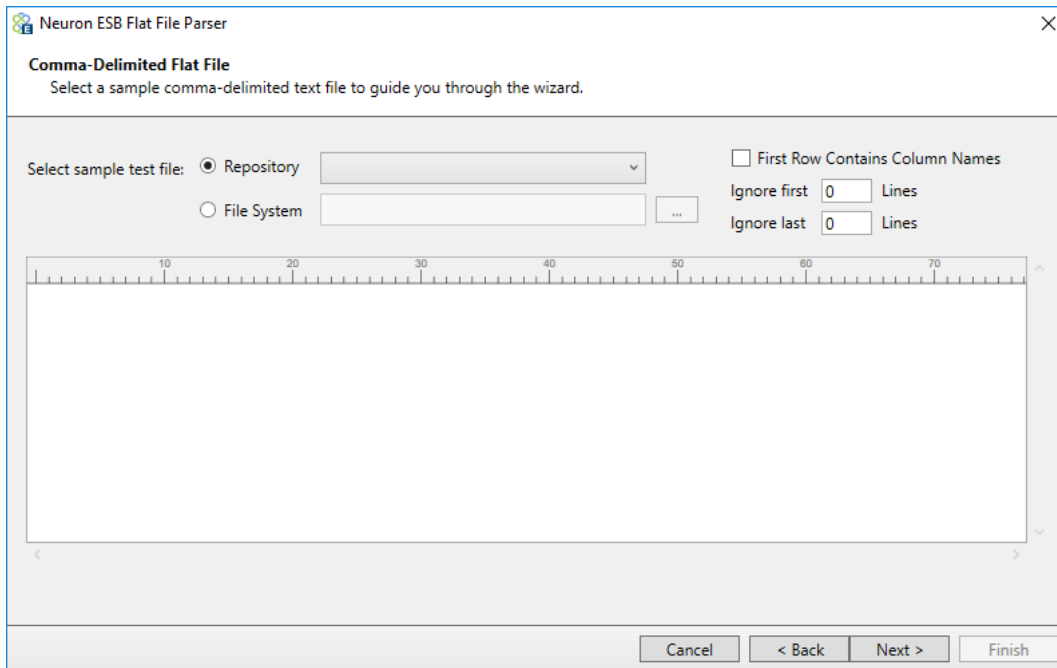 Neuron ESB Flat File Parser
Comma-Delimited Flat File
Select a sample comma-delimited text file to guide you through the wizard.
Select sample test file: Repository
First Row Contains Column Names
Ignore first 0 Lines
File System ...
Ignore last 0 Lines
10 20 30 40 50 60 70
Cancel < Back Next > Finish